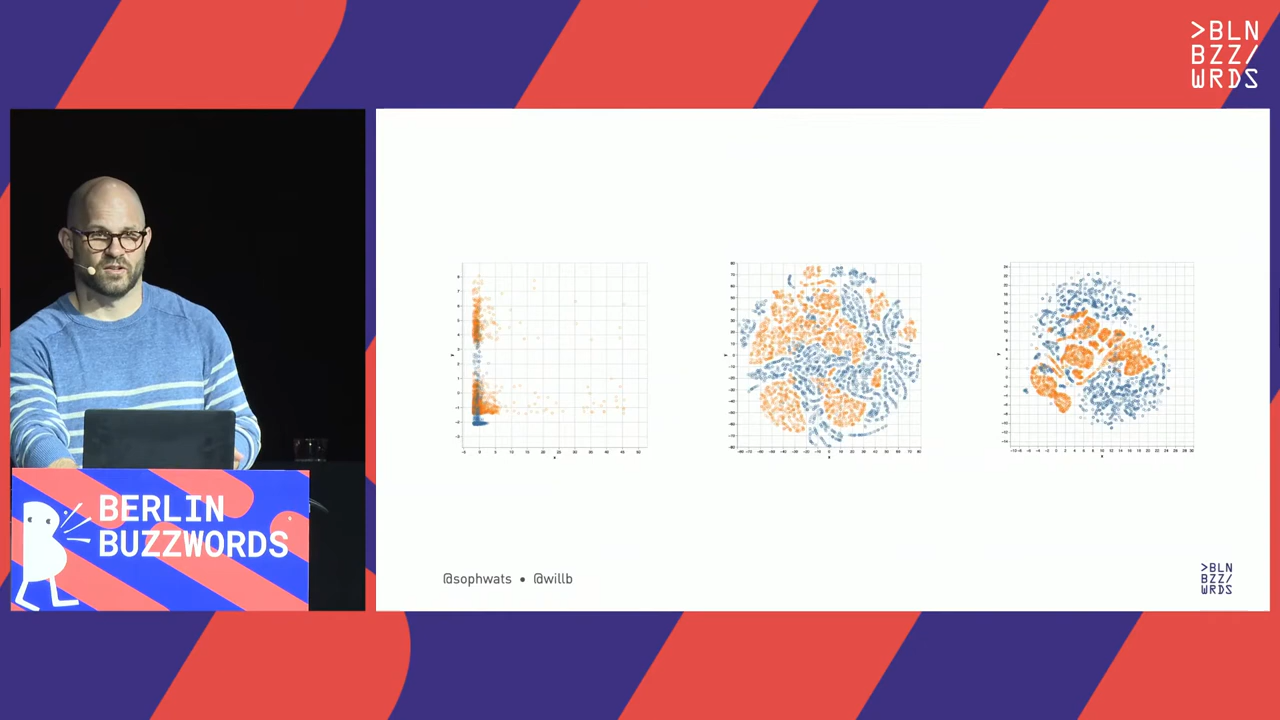 >BLN
BZZ/
WRDS
BERLIN
BUZZWORDS
@sophwats • @willb
>BLN
BZZ/
WRDS